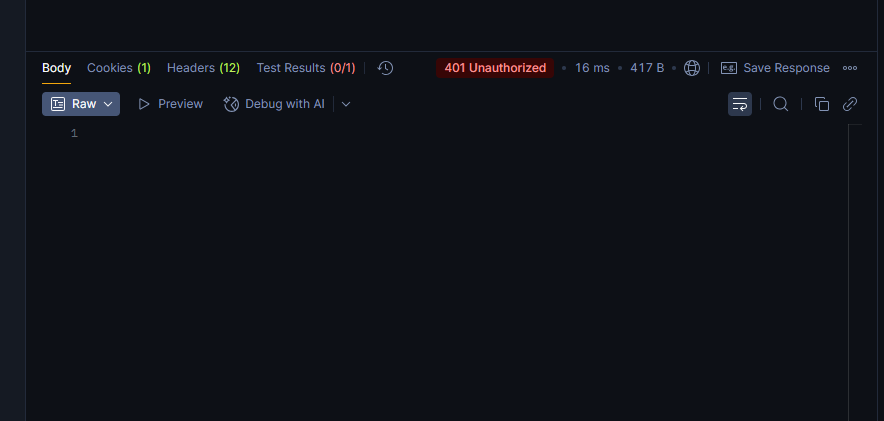 Body Cookies (1) Headers (12) Test Results (0/1) 401 Unauthorized • 16 ms • 417 B • e.g. Save Response
Raw Preview Debug with AI
1